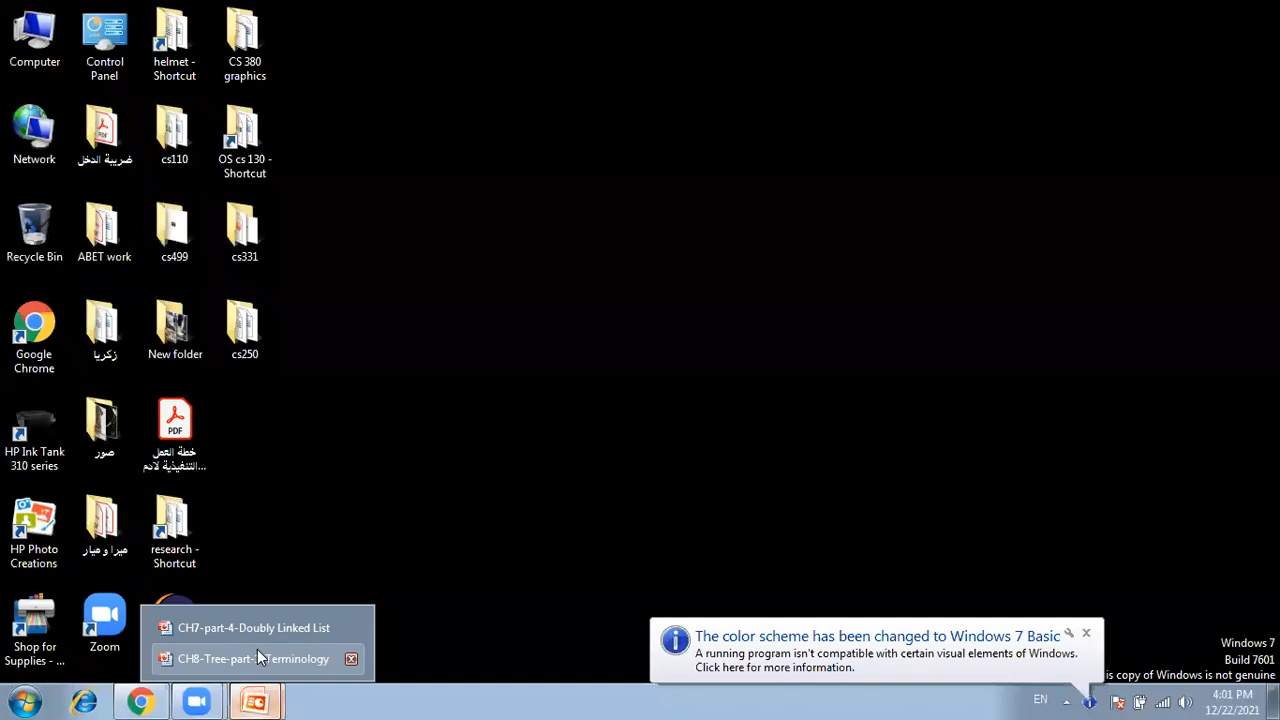 Computer
Control
Panel
helmet -
Shortcut
CS 380
graphics
Network
ضريبة الدخل
cs110
OS cs 130 -
Shortcut
Recycle Bin
ABET work
cs499
cs331
Google
Chrome
زكريا
New folder
cs250
HP Ink Tank
310 series
صور
PDF
خطة العمل
التنفيذية لادم...
HP Photo
Creations
ميرا و ميار
research -
Shortcut
Shop for
Supplies - ...
Zoom
CH7-part-4-Doubly Linked List
CH8-Tree-part- Terminology
The color scheme has been changed to Windows 7 Basic
A running program isn't compatible with certain visual elements of Windows.
Click here for more information.
Windows 7
Build 7601
is copy of Windows is not genuine
EN
4:01 PM
12/22/2021